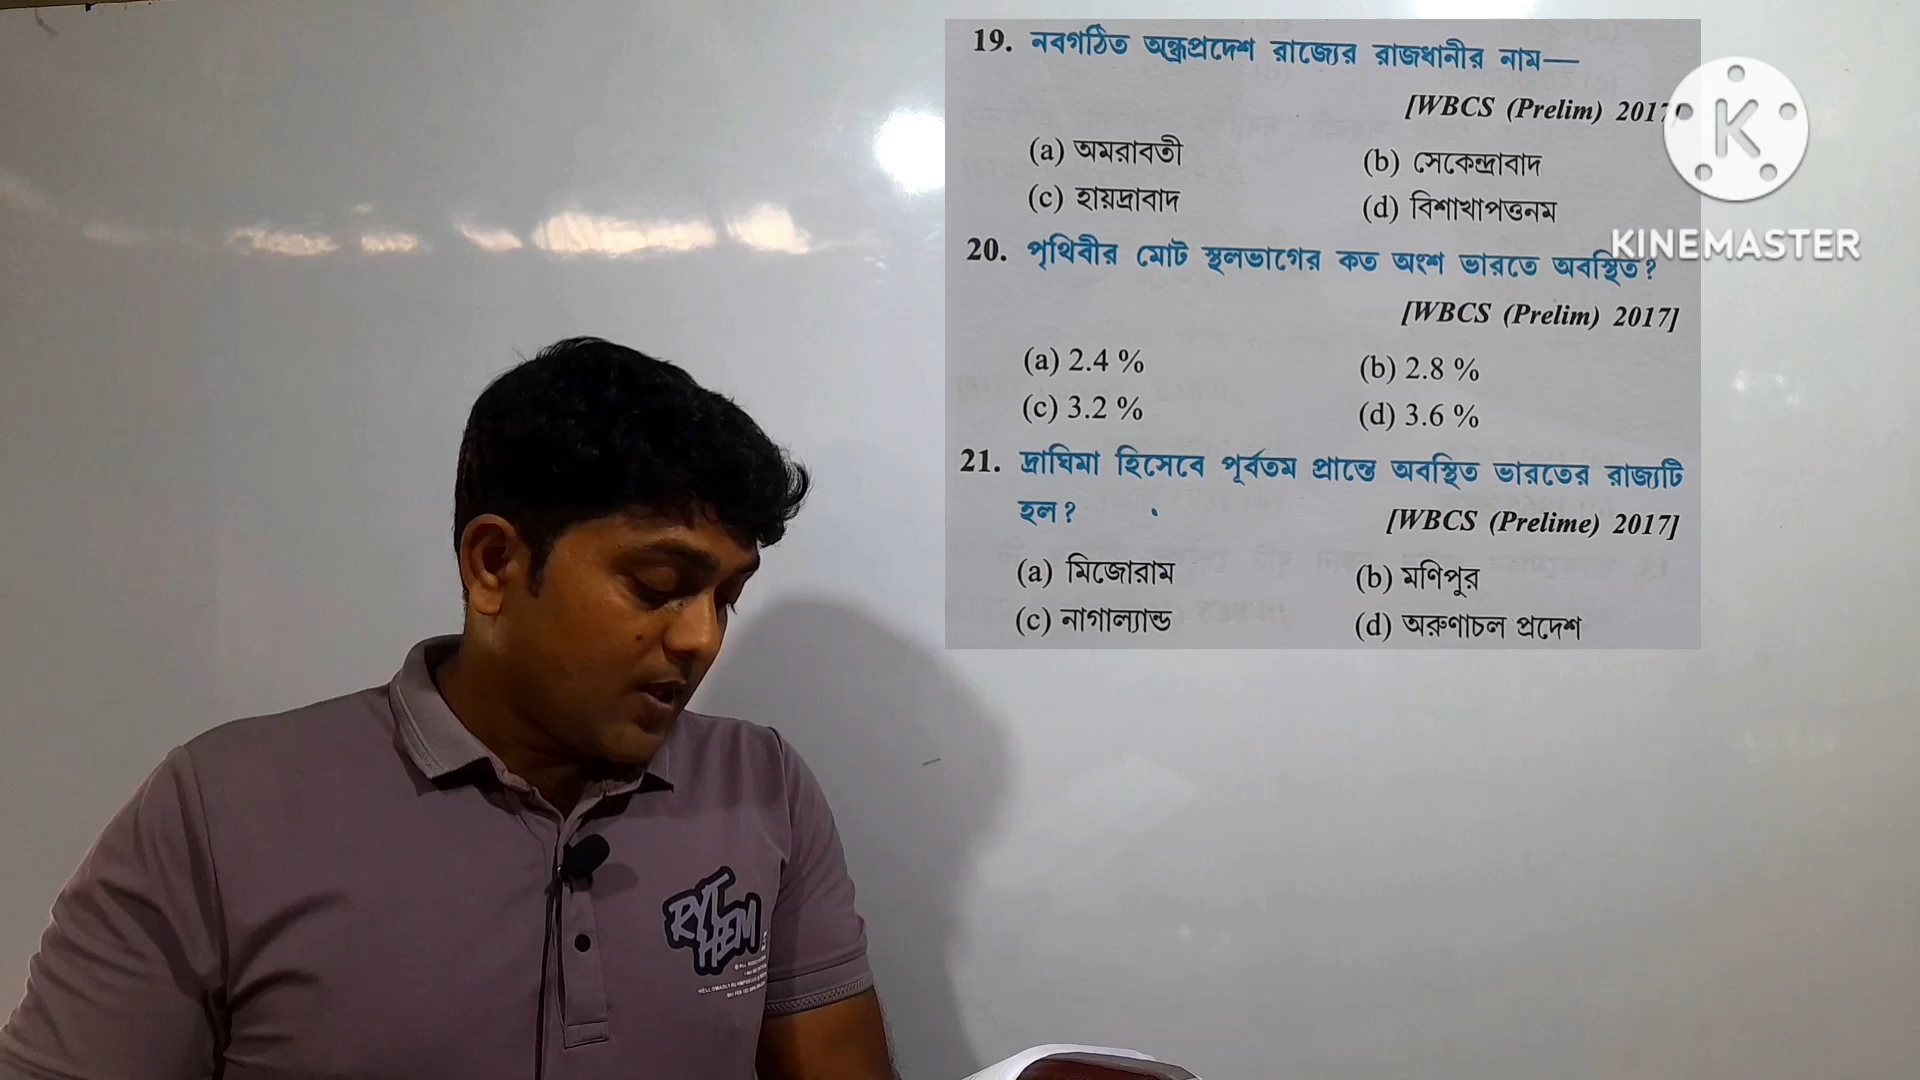 19. নবগঠিত অন্ধ্রপ্রদেশ রাজ্যের রাজধানীর নাম—
[WBCS (Prelim) 2017]
(a) অমরাবতী (b) সেকেন্দ্রাবাদ
(c) হায়দ্রাবাদ (d) বিশাখাপত্তনম
20. পৃথিবীর মোট স্থলভাগের কত অংশ ভারতে অবস্থিত?
[WBCS (Prelim) 2017]
(a) 2.4 % (b) 2.8 %
(c) 3.2 % (d) 3.6 %
21. দ্রাঘিমা হিসেবে পূর্বতম প্রান্তে অবস্থিত ভারতের রাজ্যটি
হল? [WBCS (Prelime) 2017]
(a) মিজোরাম (b) মণিপুর
(c) নাগাল্যান্ড (d) অরুণাচল প্রদেশ
K
KINEMASTER
RYT
HEM